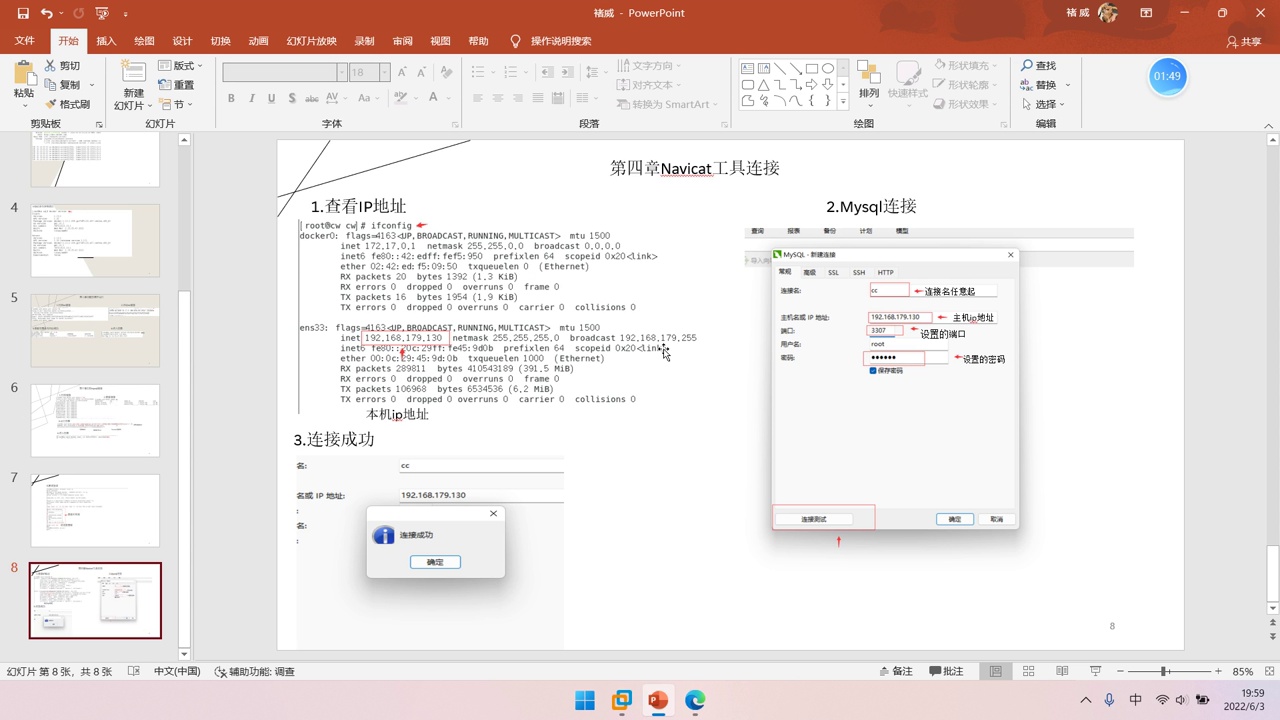 褚威 - PowerPoint
褚 威
文件 开始 插入 绘图 设计 切换 动画 幻灯片放映 录制 审阅 视图 帮助 操作说明搜索 共享
粘贴 剪切 复制 格式刷
新建
幻灯片 版式 重置 节
18
文字方向
对齐文本
转换为 SmartArt
排列 快速样式
形状填充
形状轮廓
形状效果
查找
替换
选择
01:49
剪贴板 幻灯片 字体 段落 绘图 编辑
4
5
6
7
8
第四章Navicat工具连接
1.查看IP地址
[root@cw cw]# ifconfig
docker0: flags=4163<UP,BROADCAST,RUNNING,MULTICAST> mtu 1500
inet 172.17.0.1 netmask 255.255.0.0 broadcast 0.0.0.0
inet6 fe80::42:edff:fef5:950 prefixlen 64 scopeid 0x20<link>
ether 02:42:ed:f5:09:50 txqueuelen 0 (Ethernet)
RX packets 20 bytes 1392 (1.3 KiB)
RX errors 0 dropped 0 overruns 0 frame 0
TX packets 16 bytes 1954 (1.9 KiB)
TX errors 0 dropped 0 overruns 0 carrier 0 collisions 0
ens33: flags=4163<UP,BROADCAST,RUNNING,MULTICAST> mtu 1500
inet 192.168.179.130 netmask 255.255.255.0 broadcast 192.168.179.255
inet6 fe80::20c:29ff:fe45:9d0b prefixlen 64 scopeid 0x20<link>
ether 00:0c:29:45:9d:0b txqueuelen 1000 (Ethernet)
RX packets 289811 bytes 410543189 (391.5 MiB)
RX errors 0 dropped 0 overruns 0 frame 0
TX packets 106968 bytes 6534536 (6.2 MiB)
TX errors 0 dropped 0 overruns 0 carrier 0 collisions 0
本机ip地址
2.Mysql连接
查询 报表 备份 计划 模型
导入向
MySQL - 新建连接
常规 高级 SSL SSH HTTP
连接名: cc 连接名任意起
主机名或 IP 地址: 192.168.179.130 主机ip地址
端口: 3307 设置的端口
用户名: root
密码: •••••• 设置的密码
保存密码
连接测试 确定 取消
3.连接成功
名: cc
名或 IP 地址: 192.168.179.130
:
名:
:
连接成功
确定
8
幻灯片 第 8 张，共 8 张 中文(中国) 辅助功能: 调查 备注 批注 85%
中
19:59
2022/6/3